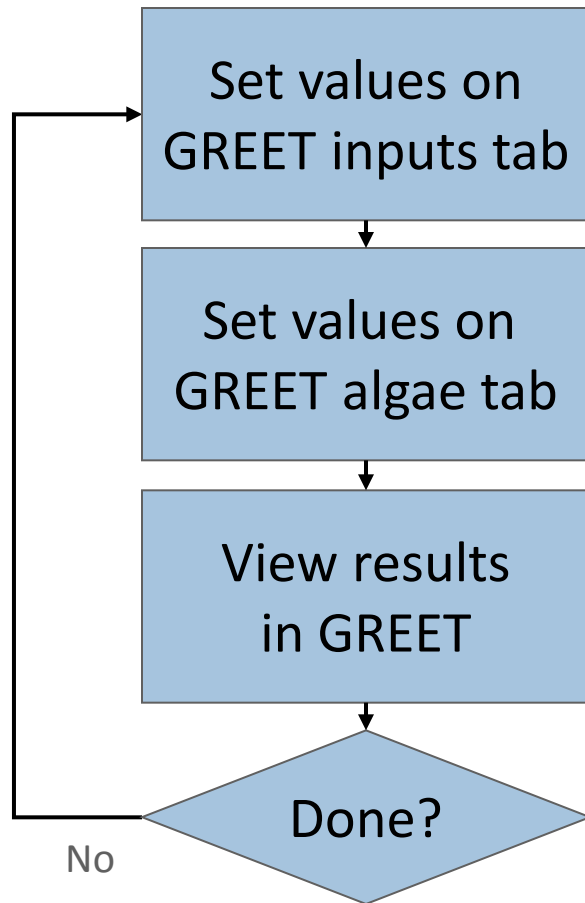 Set values on
GREET inputs tab
Set values on
GREET algae tab
View results
in GREET
Done?
No